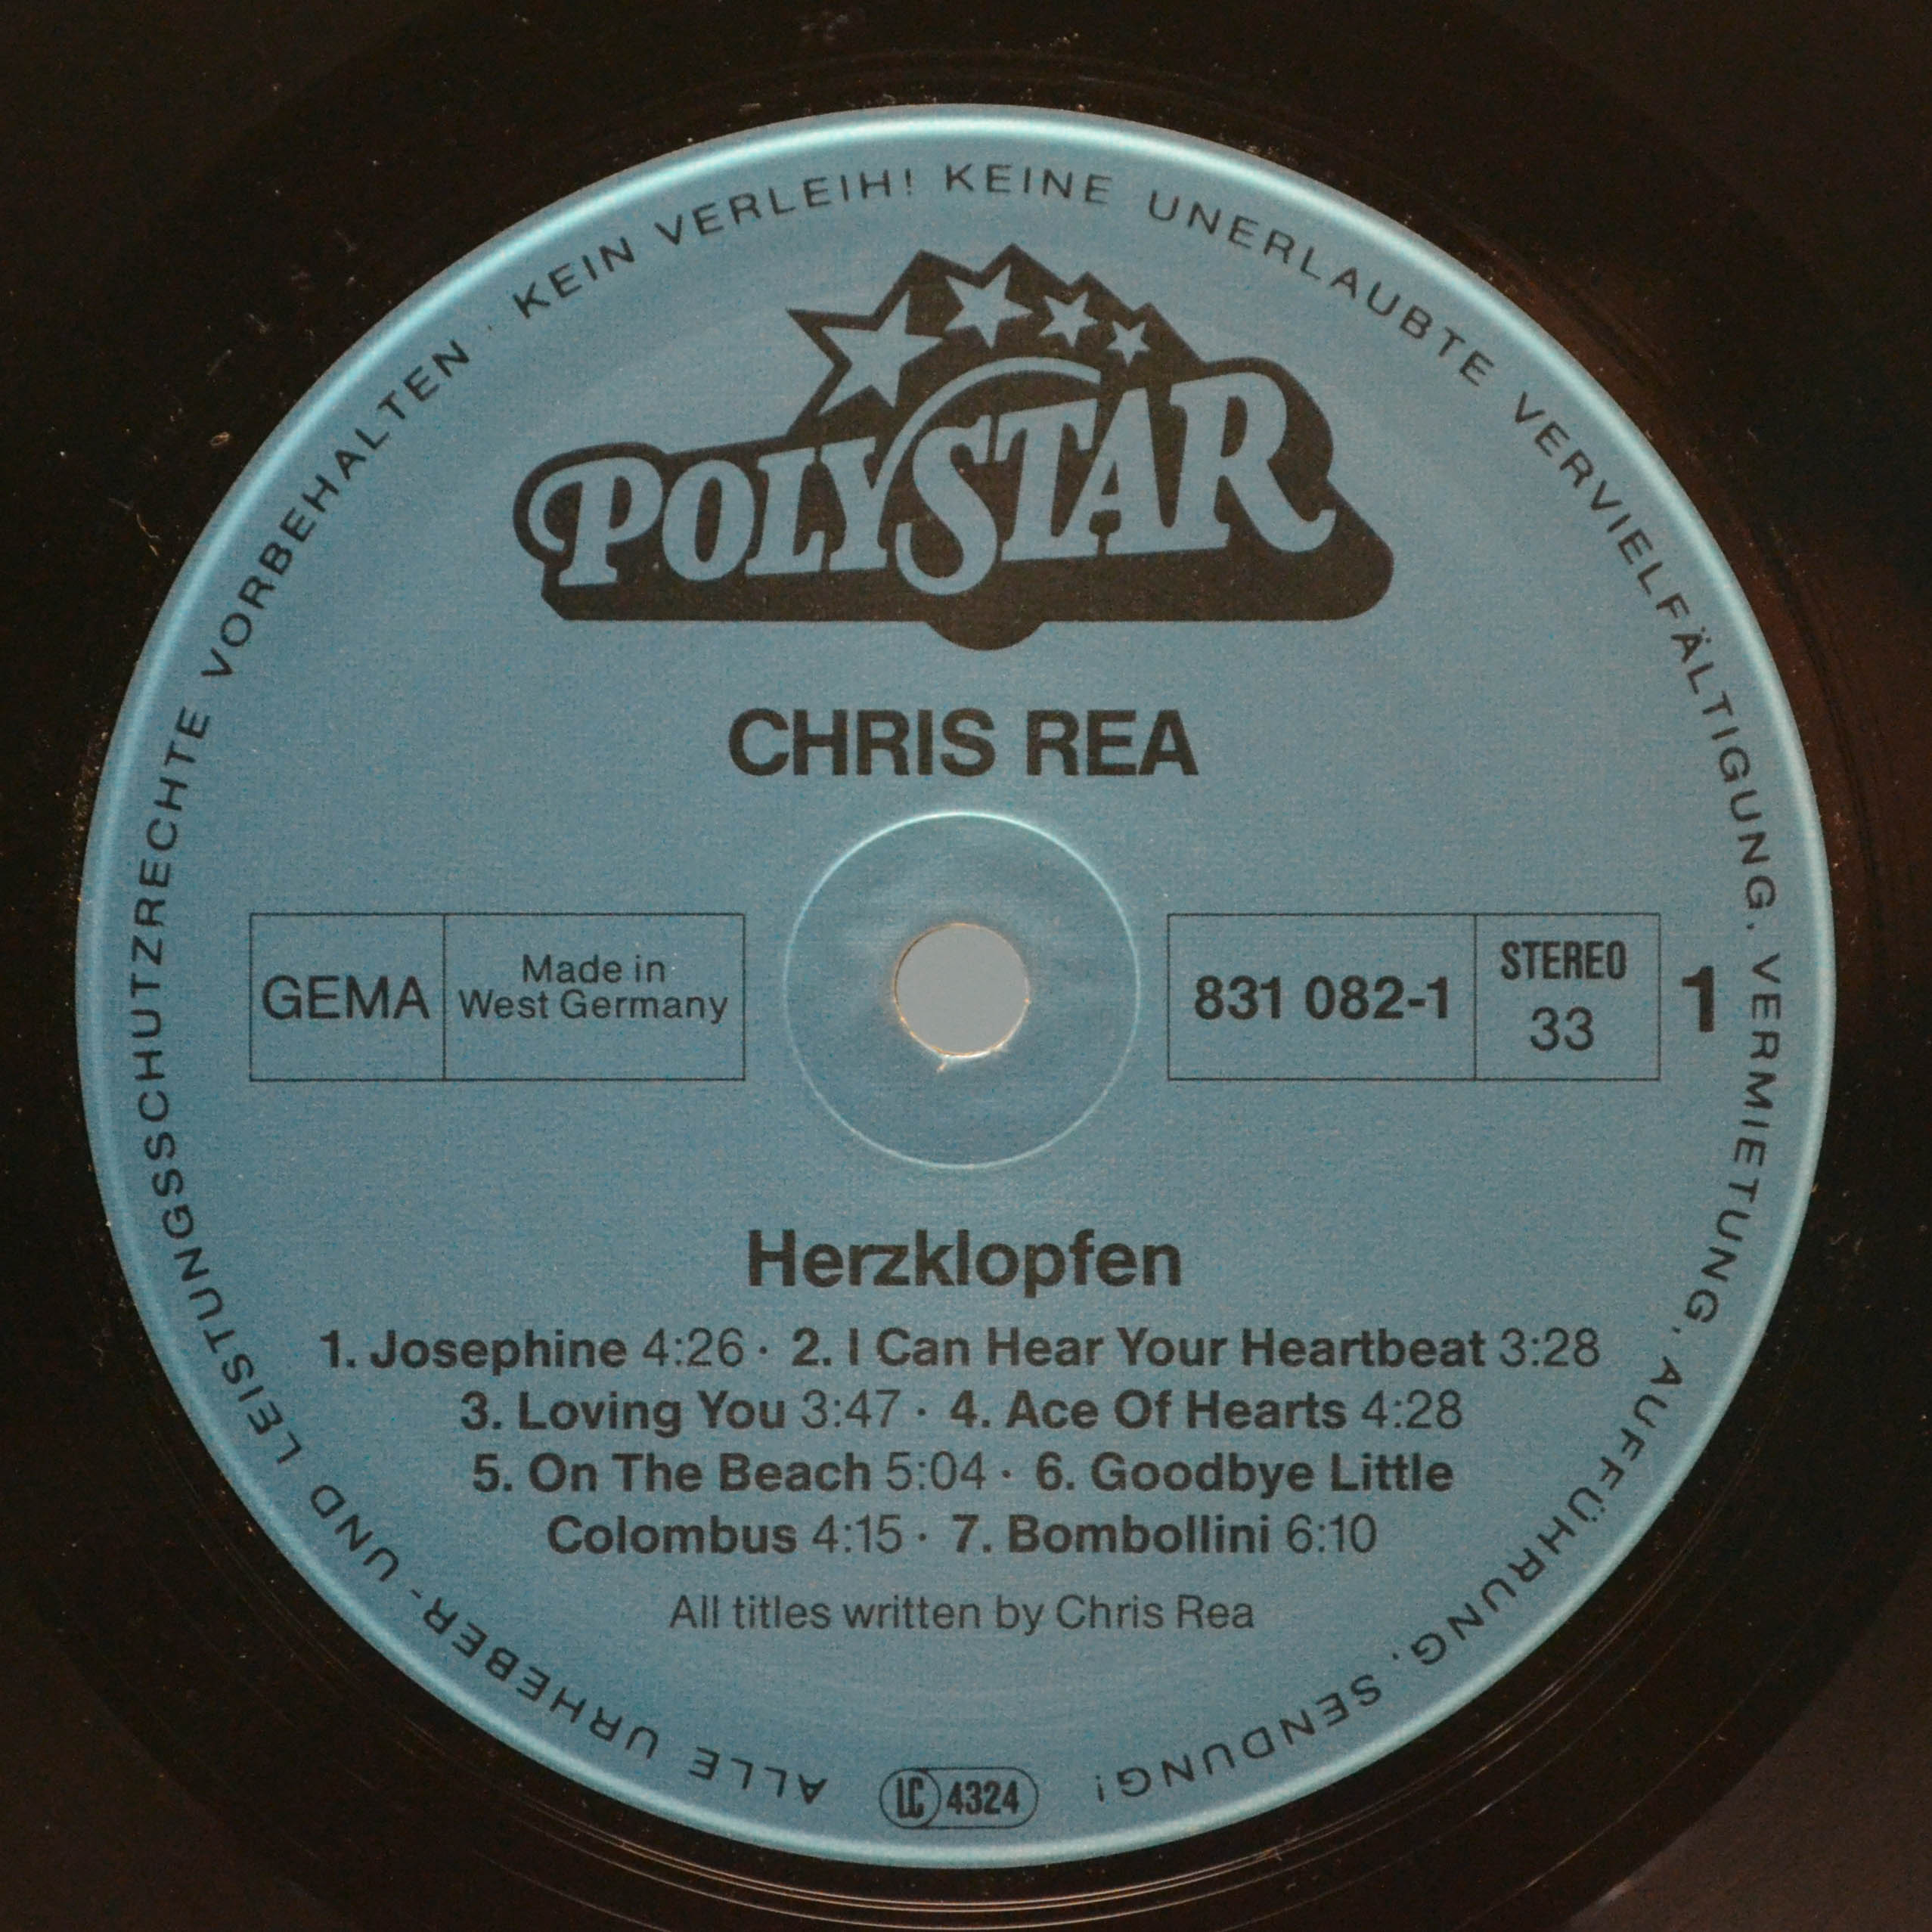 ALLE URHEBER- UND LEISTUNGSSCHUTZRECHTE VORBEHALTEN · KEIN VERLEIH! KEINE UNERLAUBTE VERVIELFÄLTIGUNG, VERMIETUNG, AUFFÜHRUNG, SENDUNG!
POLYSTAR
CHRIS REA
GEMA
Made in
West Germany
831 082-1
STEREO
33
1
Herzklopfen
1. Josephine 4:26 · 2. I Can Hear Your Heartbeat 3:28
3. Loving You 3:47 · 4. Ace Of Hearts 4:28
5. On The Beach 5:04 · 6. Goodbye Little
Colombus 4:15 · 7. Bombollini 6:10
All titles written by Chris Rea
LC 4324